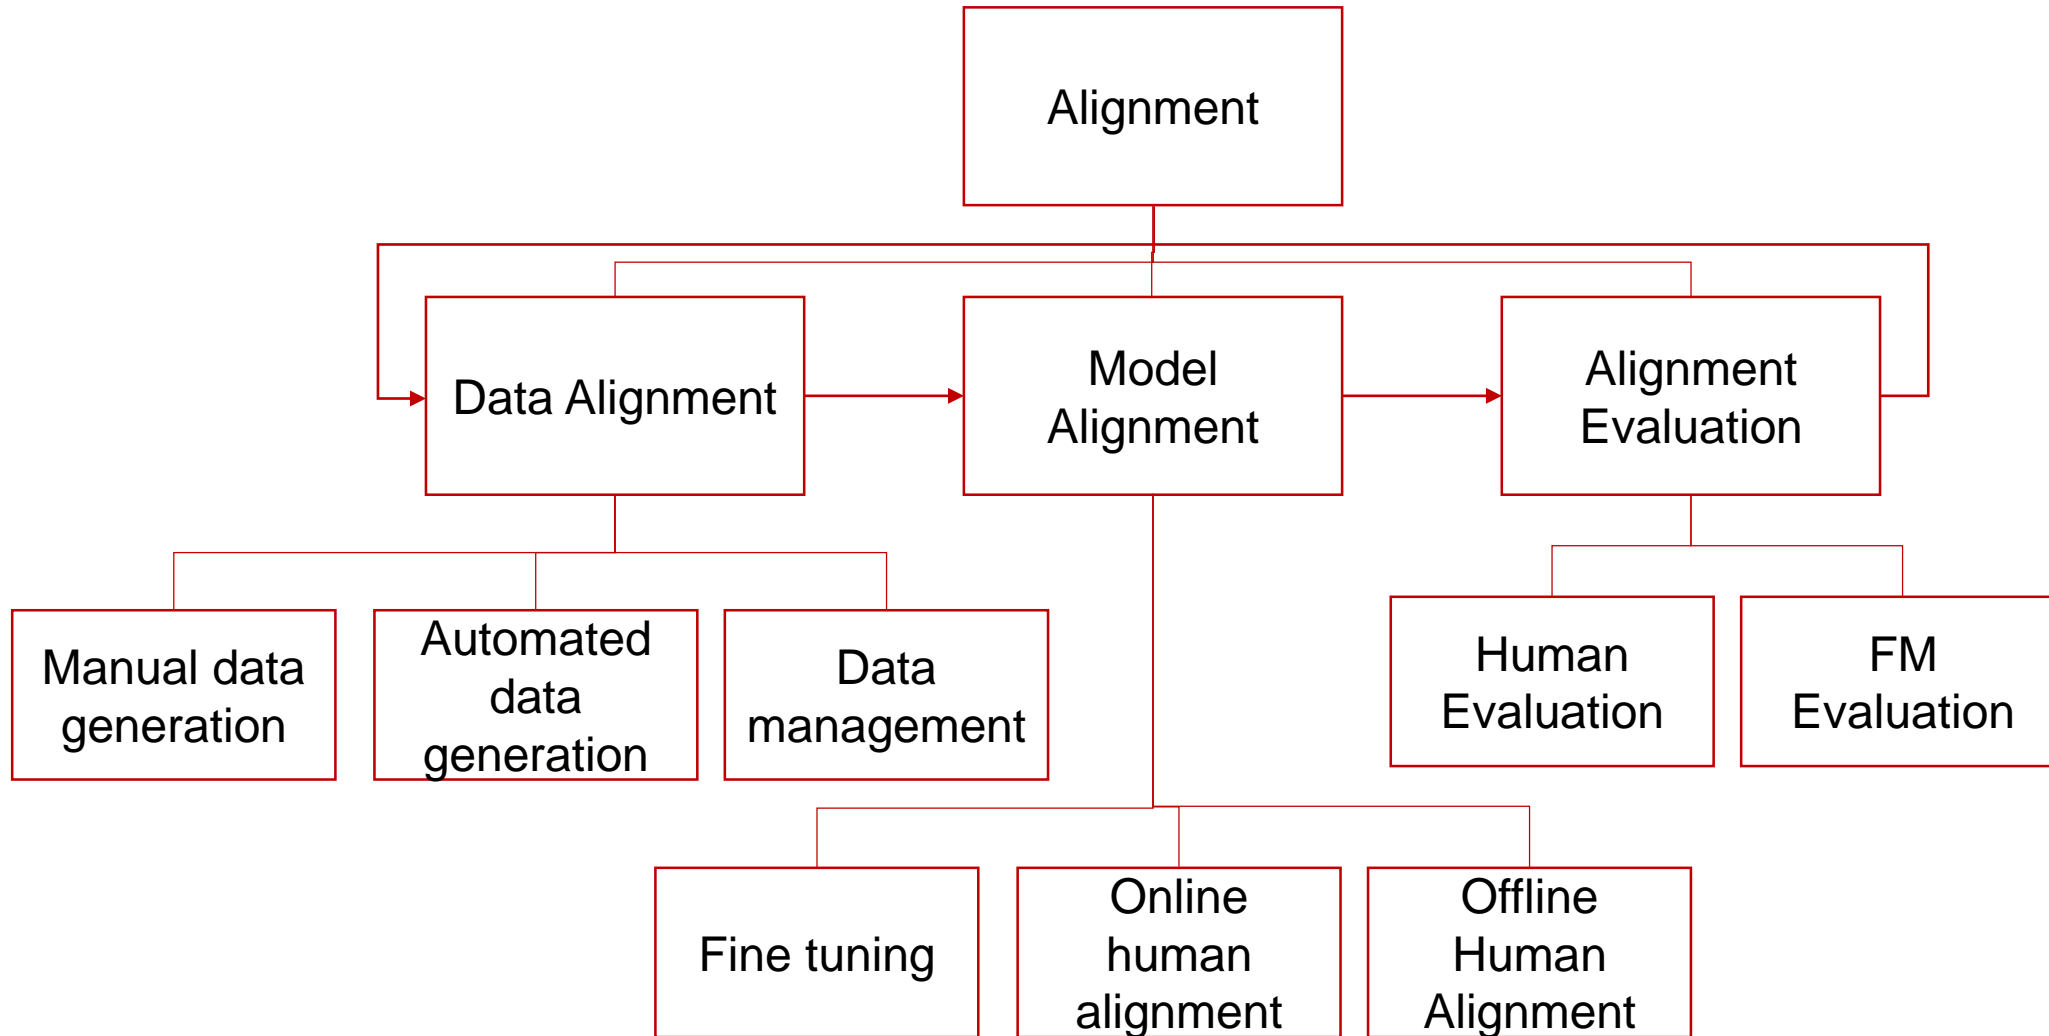 Alignment
Data Alignment
Model
Alignment
Alignment
Evaluation
Manual data
generation
Automated
data
generation
Data
management
Human
Evaluation
FM
Evaluation
Fine tuning
Online
human
alignment
Offline
Human
Alignment